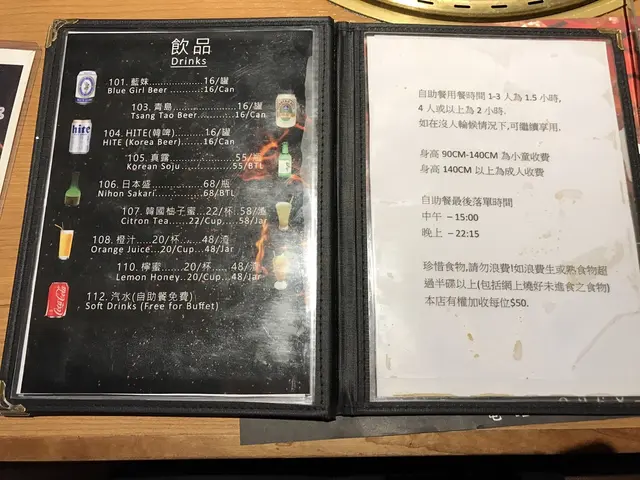 飲品
Drinks
101. 藍妹..............16/罐
Blue Girl Beer ..........:16/Can
103. 青島...............16/罐
Tsang Tao Beer.......16/Can
104. HITE(韓啤)........16/罐
HITE (Korea Beer)......16/Can
105. 真露...............55/瓶
Korean Soju...............55/BTL
106. 日本盛...............68/瓶
Nihon Sakari.............68/BTL
107. 韓國柚子蜜...22/杯...58/渣
Citron Tea......22/Cup....58/Jar
108. 橙汁.....20/杯.....48/渣
Orange Juice...20/Cup...48/Jar
110. 檸蜜.......20/杯..... 48/渣
Lemon Honey..20/Cup...48/Jar
112. 汽水(自助餐免費)
Soft Drinks (Free for Buffet)
hite
Coca-Cola
自助餐用餐時間 1-3 人為 1.5 小時,
4 人或以上為 2 小時.
如在沒人輪候情況下,可繼續享用.
身高 90CM-140CM 為小童收費
身高 140CM 以上為成人收費
自助餐最後落單時間
中午 – 15:00
晚上 – 22:15
珍惜食物,請勿浪費!如浪費生或熟食物超
過半碟以上(包括網上燒好未進食之食物)
本店有權加收每位$50.